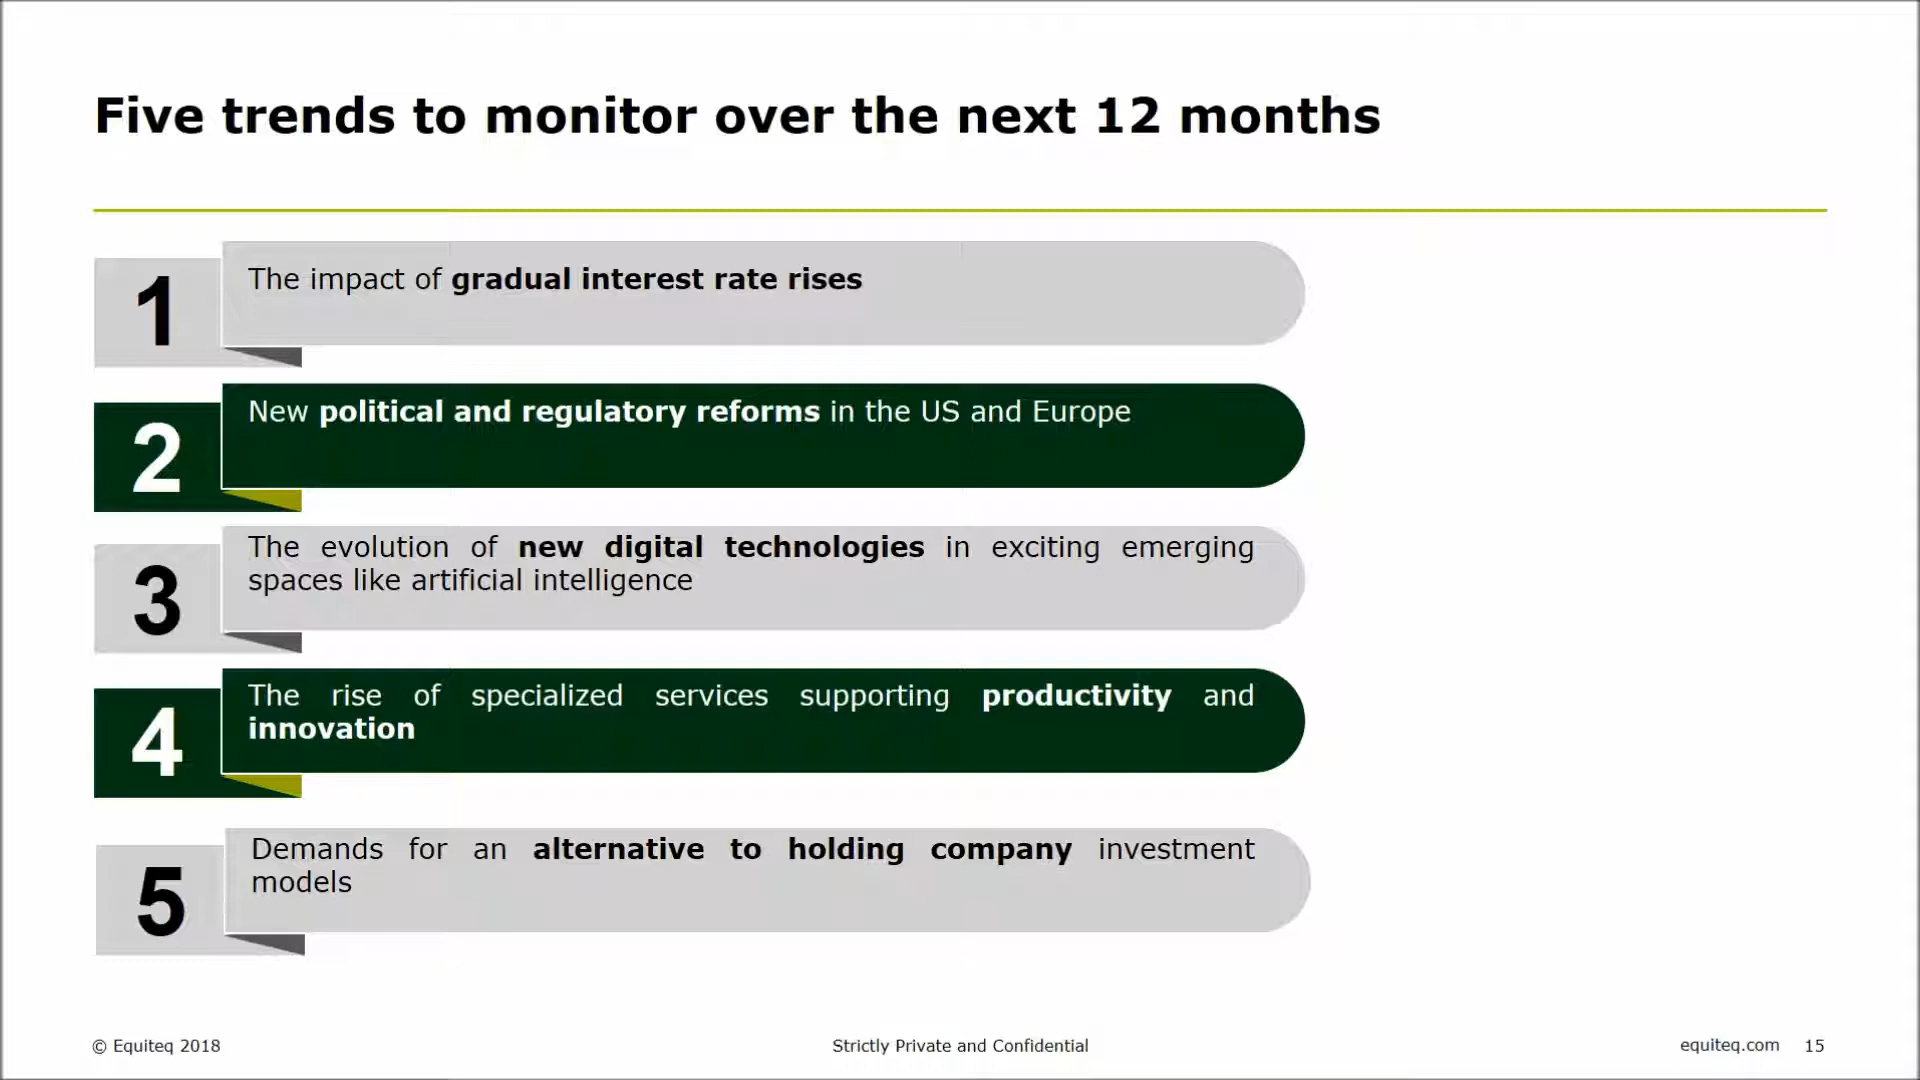 Five trends to monitor over the next 12 months
1
The impact of gradual interest rate rises
2
New political and regulatory reforms in the US and Europe
3
The evolution of new digital technologies in exciting emerging
spaces like artificial intelligence
4
The rise of specialized services supporting productivity and
innovation
5
Demands for an alternative to holding company investment
models
© Equiteq 2018
Strictly Private and Confidential
equiteq.com 15